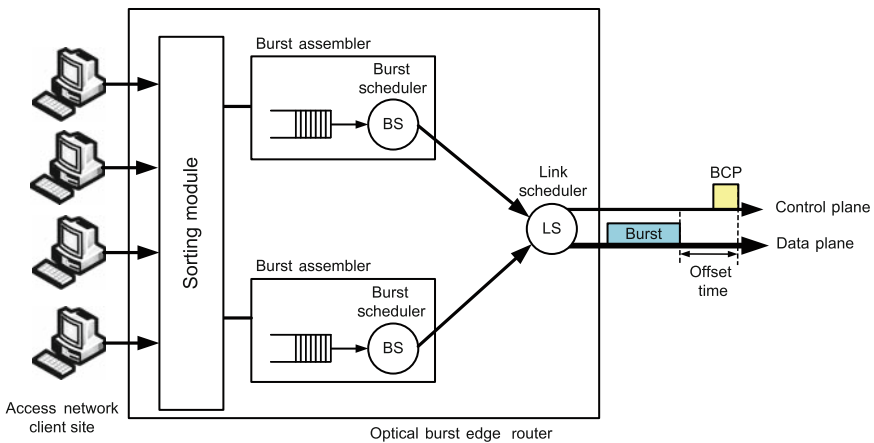 Burst assembler
Burst
scheduler
BS
Sorting module
Link
scheduler
LS
BCP
Control plane
Burst
Data plane
Offset
time
Burst assembler
Burst
scheduler
BS
Access network
client site
Optical burst edge router